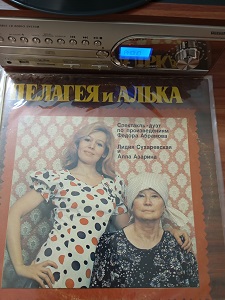 ПЕЛАГЕЯ и АЛЬКА
Спектакль-дуэт
по произведениям
Федора Абрамова
Лидия Сухаревская
и
Алла Азарина